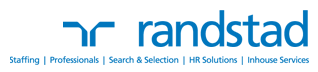 randstad
Staffing | Professionals | Search & Selection | HR Solutions | Inhouse Services